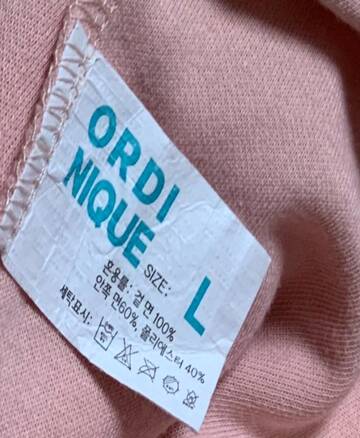 ORDI
NIQUE
SIZE: L
혼용률: 겉 면 100%
안쪽 면60%, 폴리에스터 40%
세탁표시: